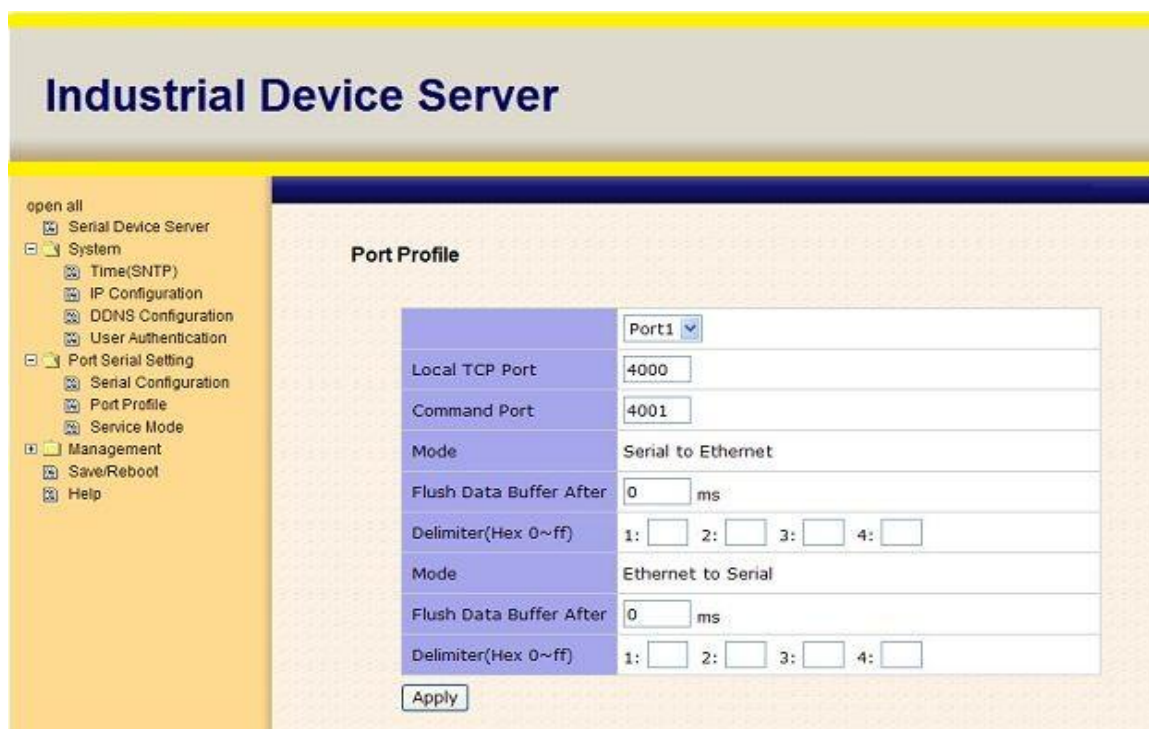 Industrial Device Server
open all
Serial Device Server
System
Time(SNTP)
IP Configuration
DDNS Configuration
User Authentication
Port Serial Setting
Serial Configuration
Port Profile
Service Mode
Management
Save/Reboot
Help
Port Profile
Port1
Local TCP Port 4000
Command Port 4001
Mode Serial to Ethernet
Flush Data Buffer After 0 ms
Delimiter(Hex 0~ff) 1: 2: 3: 4:
Mode Ethernet to Serial
Flush Data Buffer After 0 ms
Delimiter(Hex 0~ff) 1: 2: 3: 4:
Apply